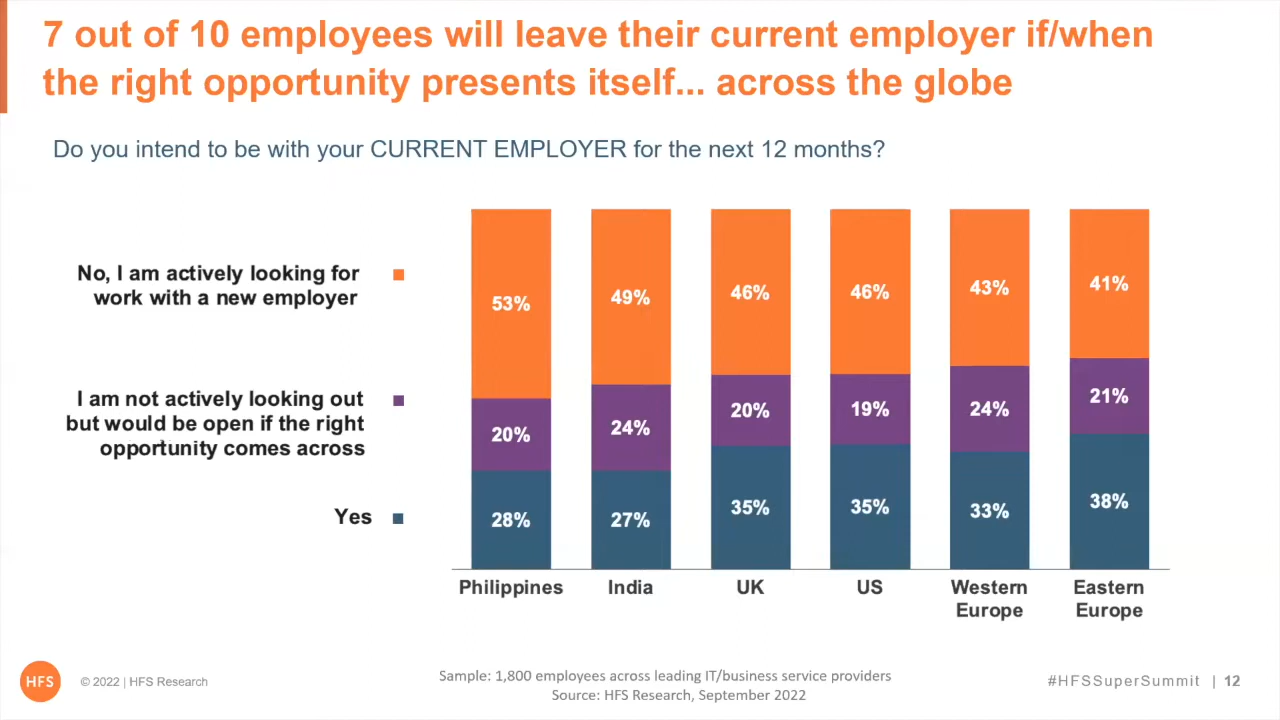 7 out of 10 employees will leave their current employer if/when
the right opportunity presents itself... across the globe
Do you intend to be with your CURRENT EMPLOYER for the next 12 months?
No, I am actively looking for
work with a new employer
I am not actively looking out
but would be open if the right
opportunity comes across
Yes
53% 49% 46% 46% 43% 41%
20% 24% 20% 19% 24% 21%
28% 27% 35% 35% 33% 38%
Philippines India UK US Western Eastern
Europe Europe
HFS
© 2022 | HFS Research
Sample: 1,800 employees across leading IT/business service providers
Source: HFS Research, September 2022
#HFSSuperSummit | 12